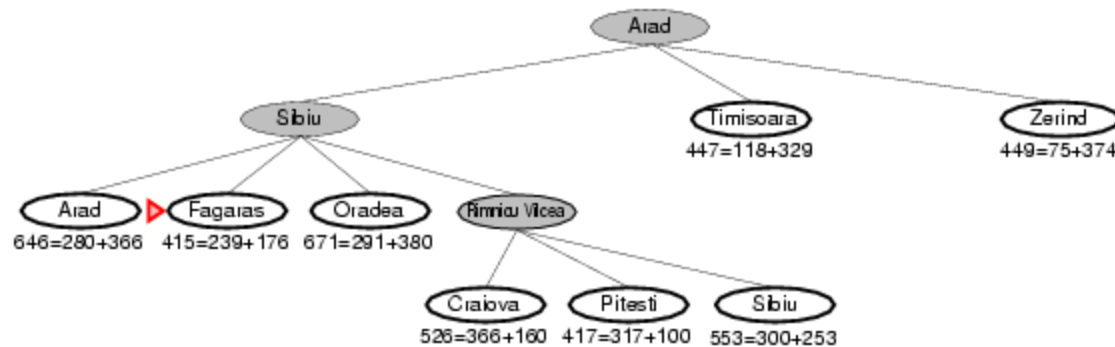 Arad
Sibiu
Timisoara
Zerind
447=118+329
449=75+374
Arad
Fagaras
Oradea
Rimnicu Vilcea
646=280+366
415=239+176
671=291+380
Craiova
Pitesti
Sibiu
526=366+160
417=317+100
553=300+253